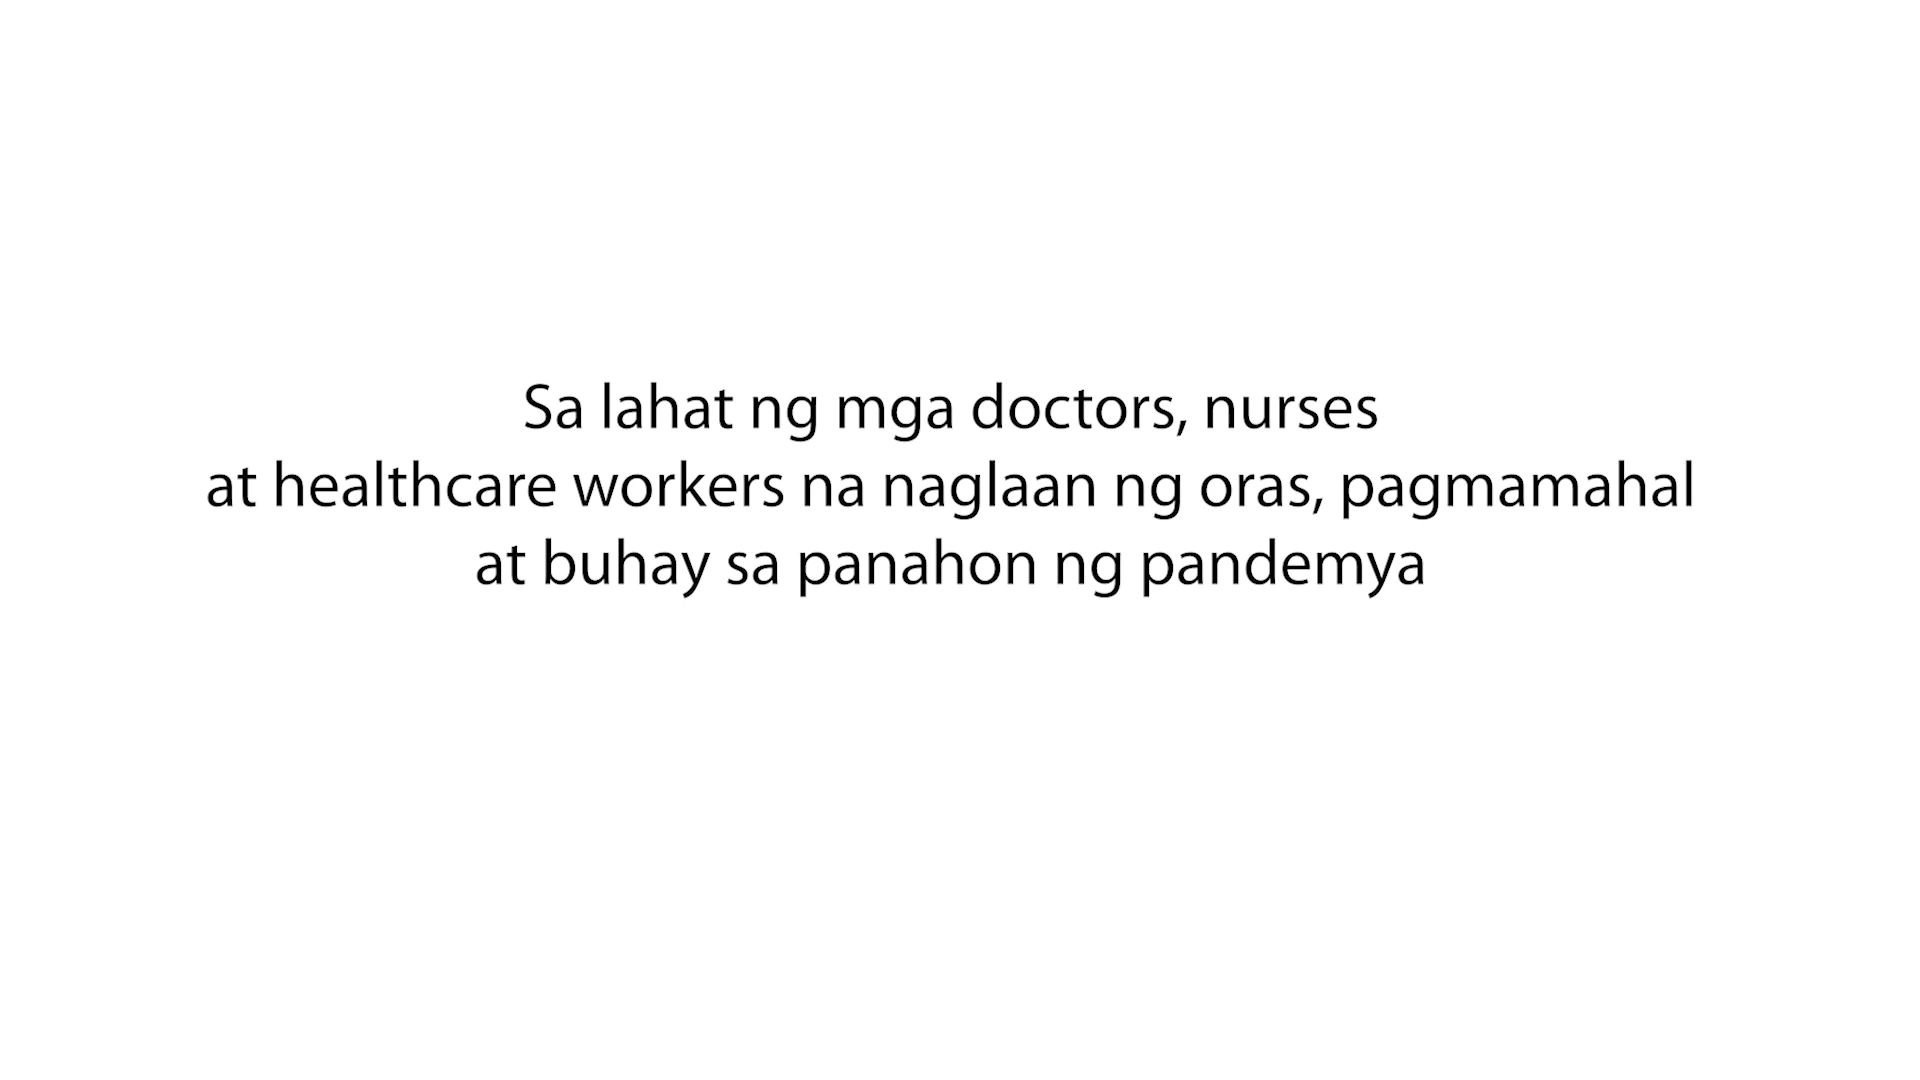 Sa lahat ng mga doctors, nurses
at healthcare workers na naglaan ng oras, pagmamahal
at buhay sa panahon ng pandemya